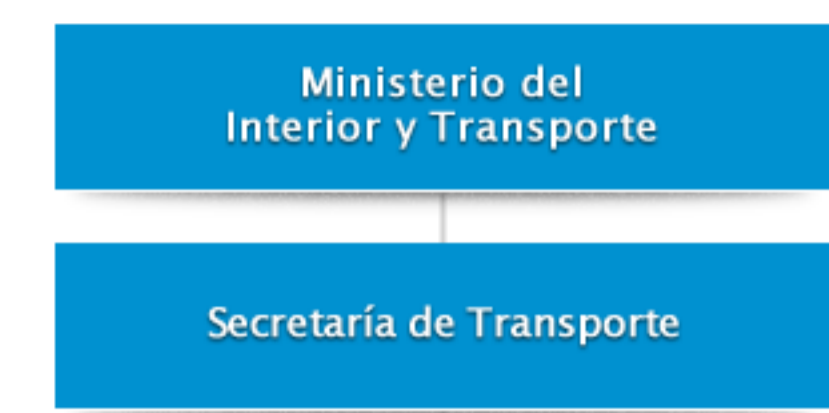 Ministerio del
Interior y Transporte
Secretaría de Transporte